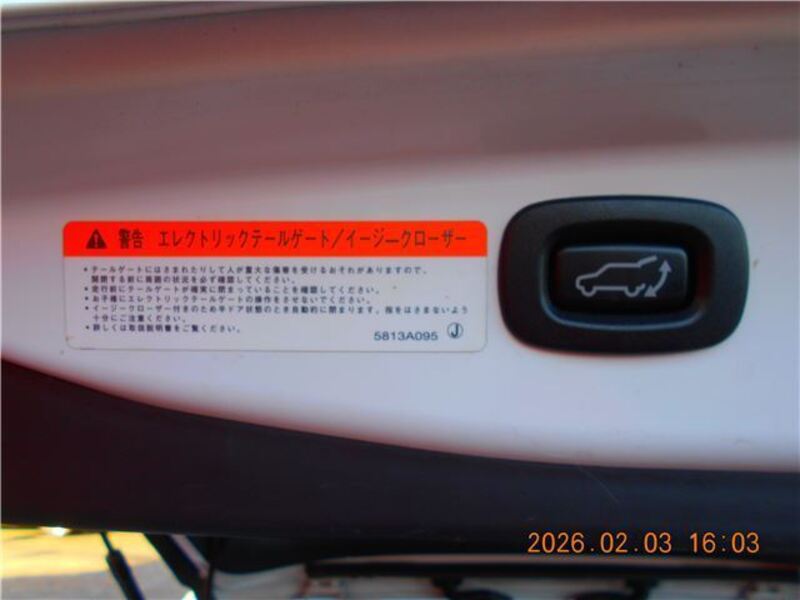 警告 エレクトリックテールゲート/イージークローザー
・テールゲートにはさまれたりして人が重大な傷害を受けるおそれがありますので、
開閉する前に周囲の状況を必ず確認してください。
・走行前にテールゲートが確実に閉まっていることを確認してください。
・お子様にエレクトリックテールゲートの操作をさせないでください。
・イージークローザー付きのため半ドア状態のとき自動的に閉まります。指をはさまないよう
十分にご注意ください。
・詳しくは取扱説明書をご覧ください。
5813A095 J
2026.02.03 16:03